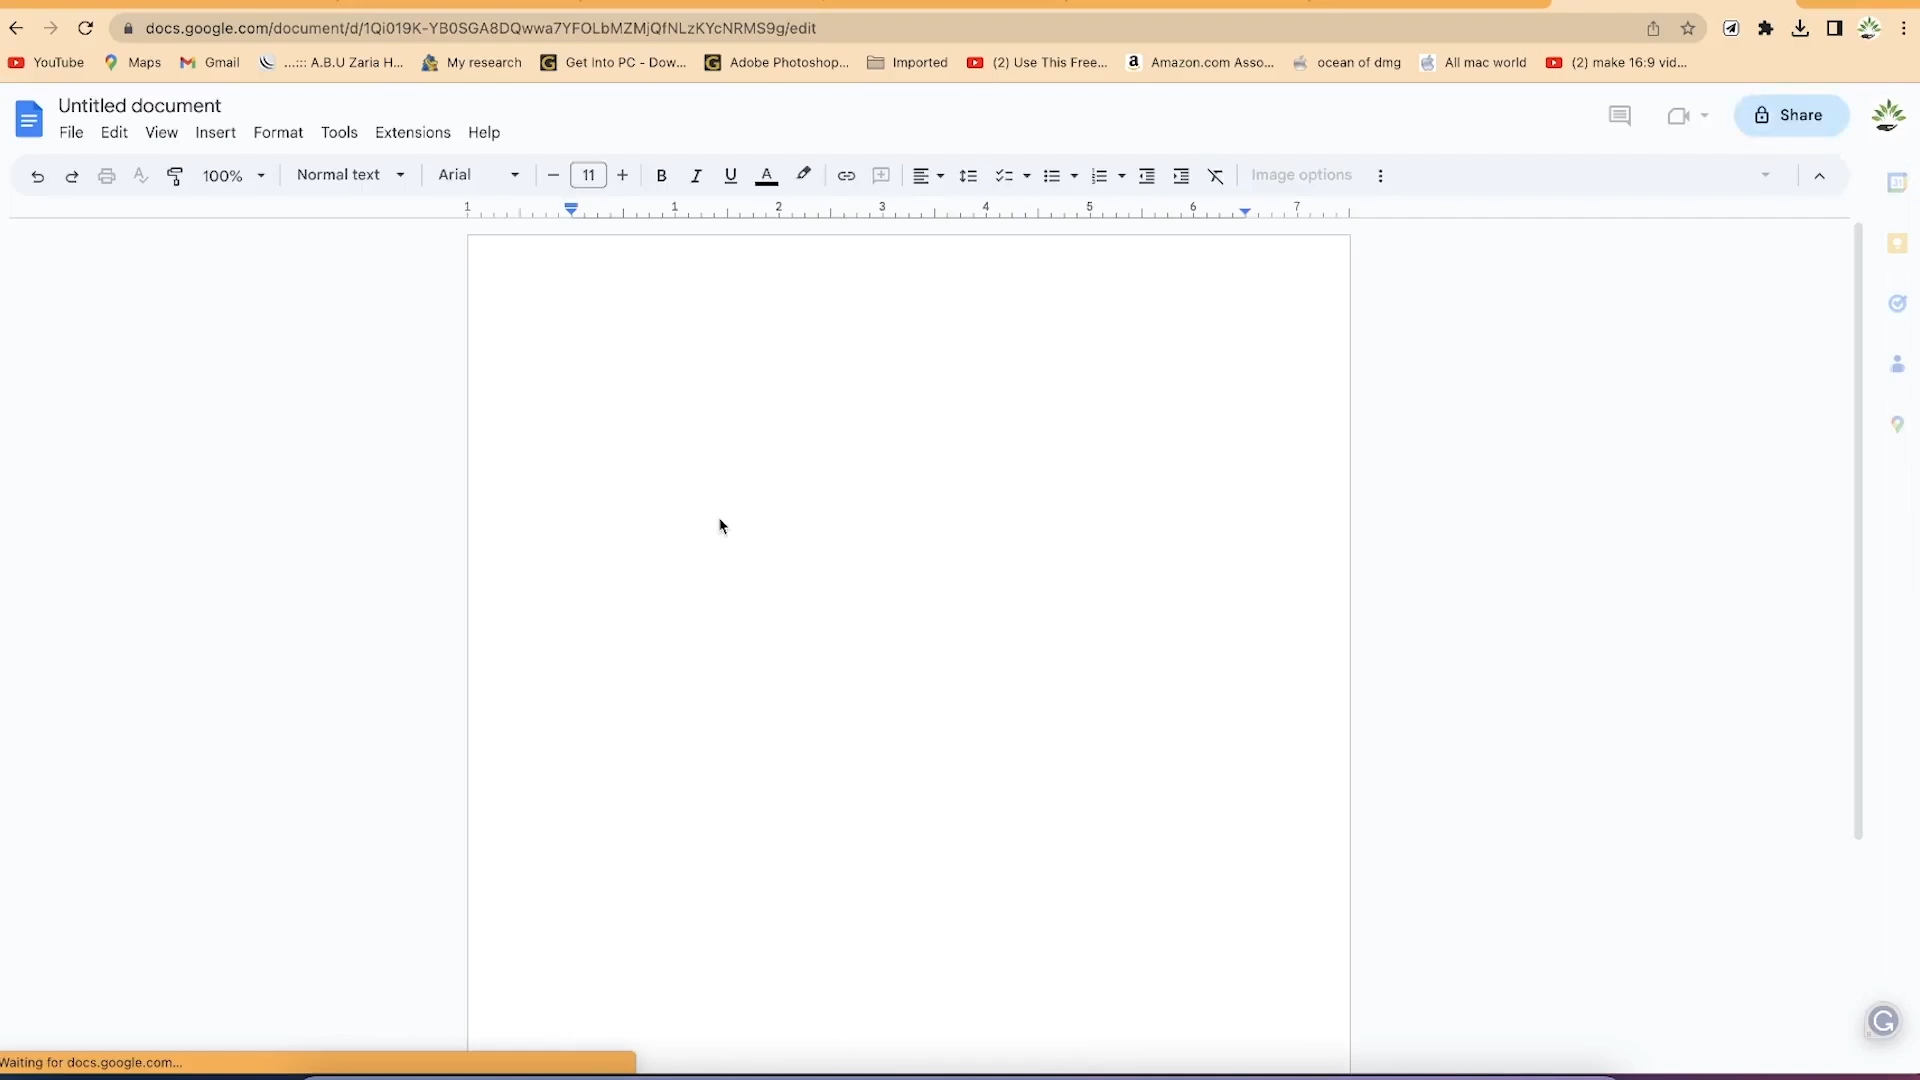 docs.google.com/document/d/1Qi019K-YB0SGA8DQwwa7YFOLbMZMjQfNLzKYcNRMS9g/edit
YouTube Maps Gmail ...::: A.B.U Zaria H... My research Get Into PC - Dow... Adobe Photoshop... Imported (2) Use This Free... Amazon.com Asso... ocean of dmg All mac world (2) make 16:9 vid...
Untitled document
File Edit View Insert Format Tools Extensions Help
Share
100% Normal text Arial 11 B I U A Image options
1 1 2 3 4 5 6 7
31
Waiting for docs.google.com...